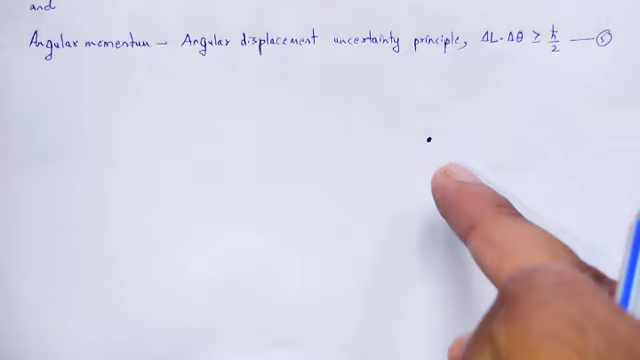 and
Angular momentum - Angular displacement uncertainty principle, ΔL·Δθ ≥ ħ/2 —— ⑤